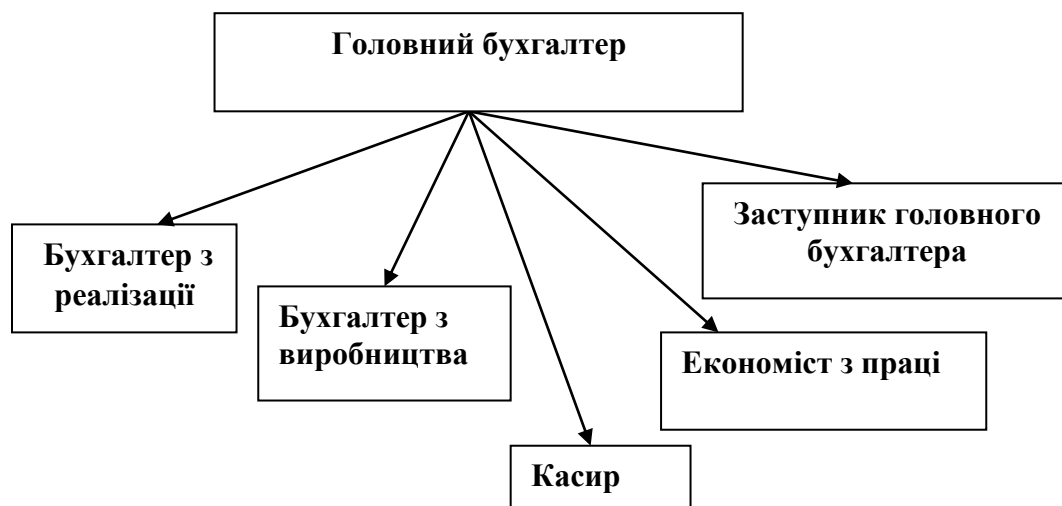 Головний бухгалтер
Заступник головного
бухгалтера
Бухгалтер з
реалізації
Бухгалтер з
виробництва
Економіст з праці
Касир